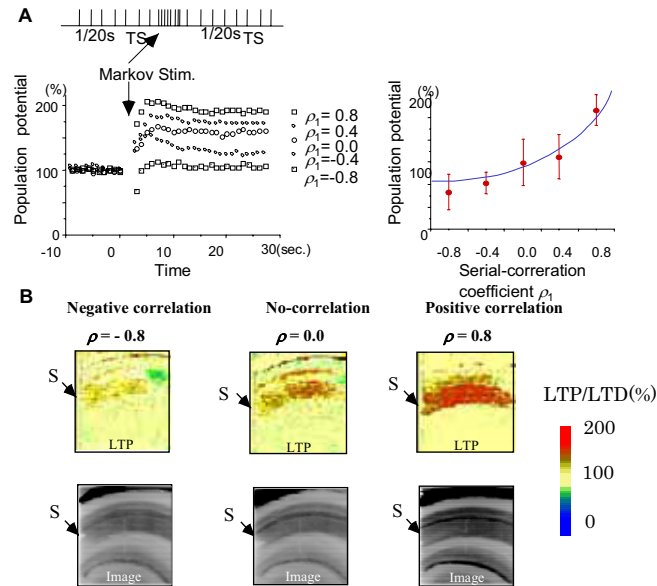 A
1/20s TS 1/20s TS
Markov Stim.
Population potential
(%)
200
100
0
-10 0 10 20 30(sec.)
Time
ρ1= 0.8
ρ1= 0.4
ρ1= 0.0
ρ1=-0.4
ρ1=-0.8
Population potential
(%)
200
100
0
-0.8 -0.4 0.0 0.4 0.8
Serial-correration
coefficient ρ1
B
Negative correlation No-correlation Positive correlation
ρ = - 0.8 ρ = 0.0 ρ = 0.8
S
LTP
S
LTP
S
LTP
LTP/LTD(%)
200
100
0
S
Image
S
Image
S
Image